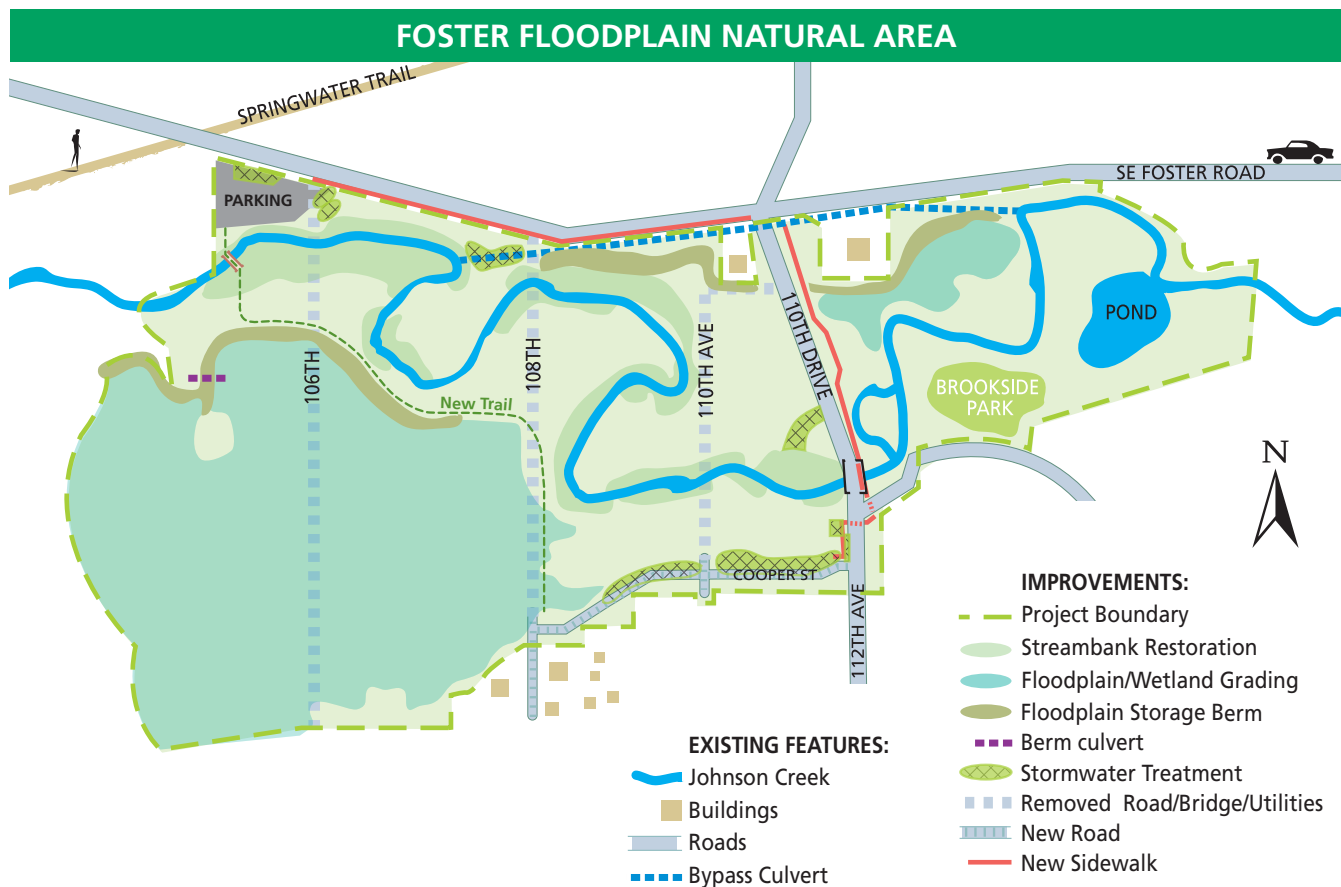 FOSTER FLOODPLAIN NATURAL AREA
SPRINGWATER TRAIL
SE FOSTER ROAD
PARKING
106TH
108TH
110TH AVE
110TH DRIVE
POND
BROOKSIDE
PARK
New Trail
COOPER ST
112TH AVE
N
EXISTING FEATURES:
Johnson Creek
Buildings
Roads
Bypass Culvert
IMPROVEMENTS:
Project Boundary
Streambank Restoration
Floodplain/Wetland Grading
Floodplain Storage Berm
Berm culvert
Stormwater Treatment
Removed Road/Bridge/Utilities
New Road
New Sidewalk